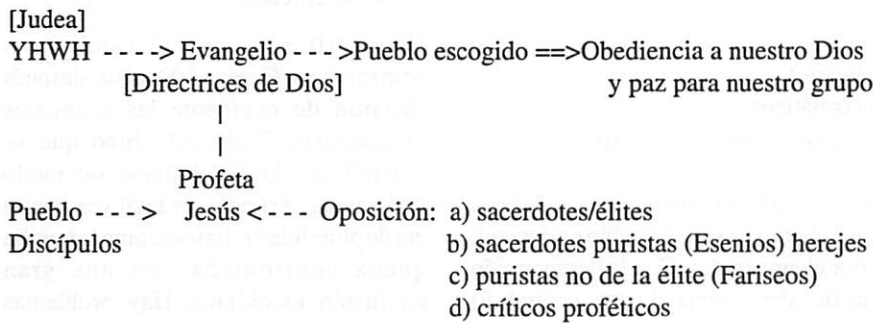 [Judea]
YHWH - - - - -> Evangelio - - - ->Pueblo escogido ==>Obediencia a nuestro Dios
[Directrices de Dios] y paz para nuestro grupo
|
|
Profeta
Pueblo - - - -> Jesús <- - - - Oposición: a) sacerdotes/élites
Discípulos b) sacerdotes puristas (Esenios) herejes
c) puristas no de la élite (Fariseos)
d) críticos proféticos